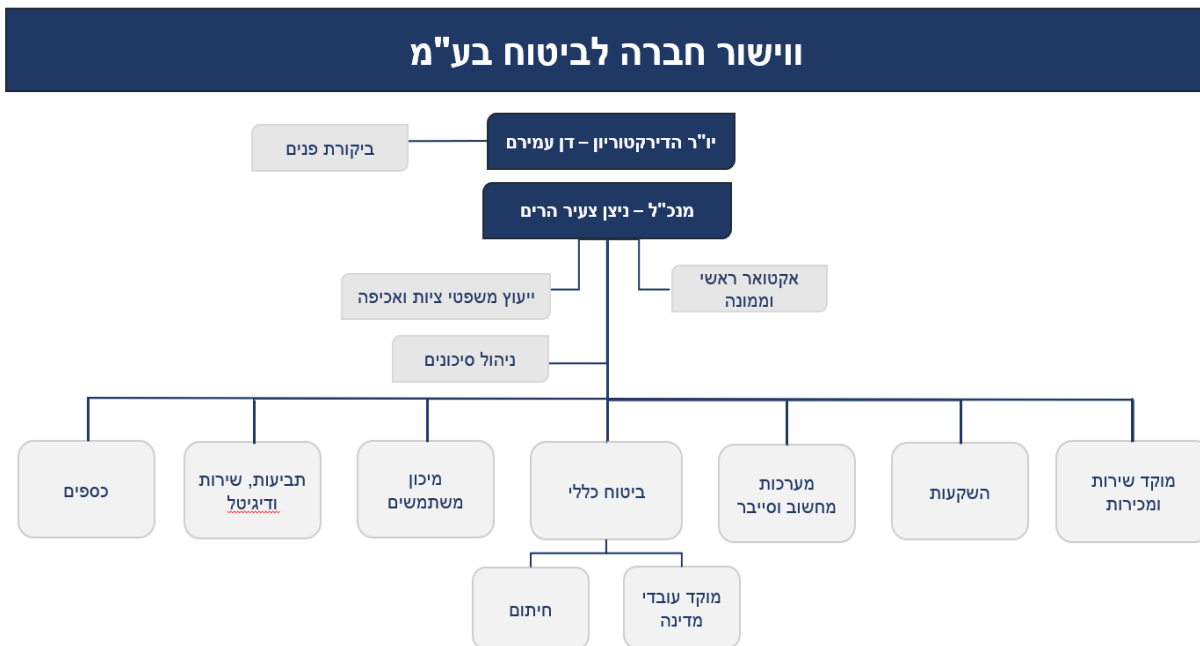 ווישור חברה לביטוח בע"מ
יו"ר הדירקטוריון – דן עמירם
ביקורת פנים
מנכ"ל – ניצן צעיר הרים
אקטואר ראשי
וממונה
ייעוץ משפטי ציות ואכיפה
ניהול סיכונים
מוקד שירות
ומכירות
השקעות
מערכות
מחשוב וסייבר
ביטוח כללי
מיכון
משתמשים
תביעות, שירות
ודיגיטל
כספים
מוקד עובדי
מדינה
חיתום